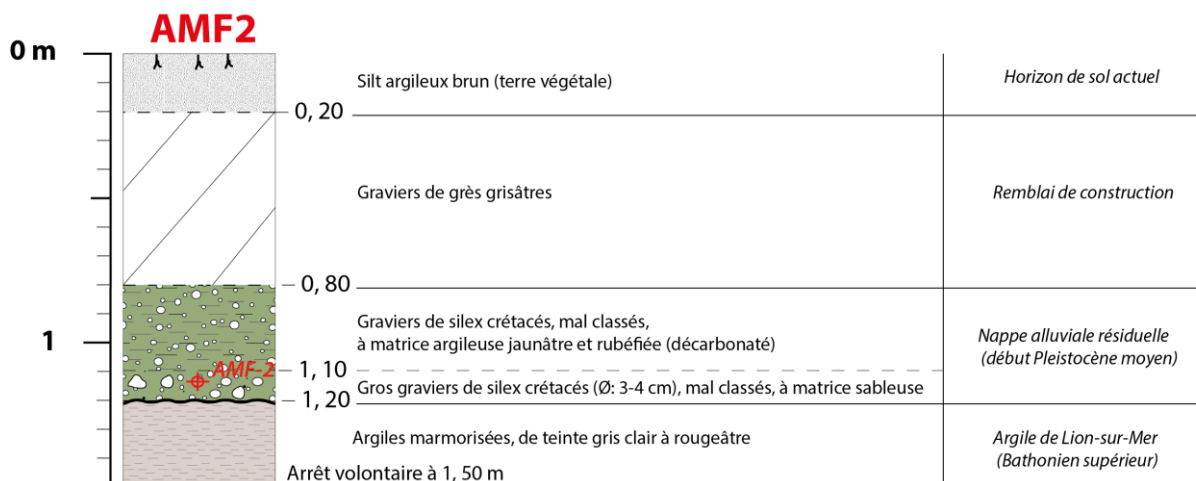 AMF2
0 m
Silt argileux brun (terre végétale)
Horizon de sol actuel
0, 20
Graviers de grès grisâtres
Remblai de construction
0, 80
Graviers de silex crétacés, mal classés,
à matrice argileuse jaunâtre et rubéfiée (décarbonaté)
Nappe alluviale résiduelle
(début Pleistocène moyen)
1
AMF-2
1, 10
Gros graviers de silex crétacés (Ø: 3-4 cm), mal classés, à matrice sableuse
1, 20
Argiles marmorisées, de teinte gris clair à rougeâtre
Argile de Lion-sur-Mer
(Bathonien supérieur)
Arrêt volontaire à 1, 50 m